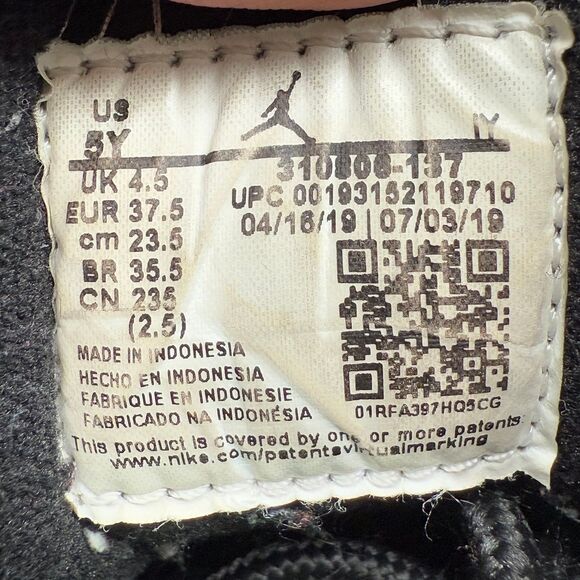 US
5Y
IY
UK 4.5
EUR 37.5
cm 23.5
BR 35.5
CN 235
(2.5)
310806-137
UPC 00193152119710
04/16/19 | 07/03/19
01RFA397HQ5CG
MADE IN INDONESIA
HECHO EN INDONESIA
FABRIQUE EN INDONESIE
FABRICADO NA INDONÉSIA
This product is covered by one or more patents
www.nike.com/patentsvirtualmarking